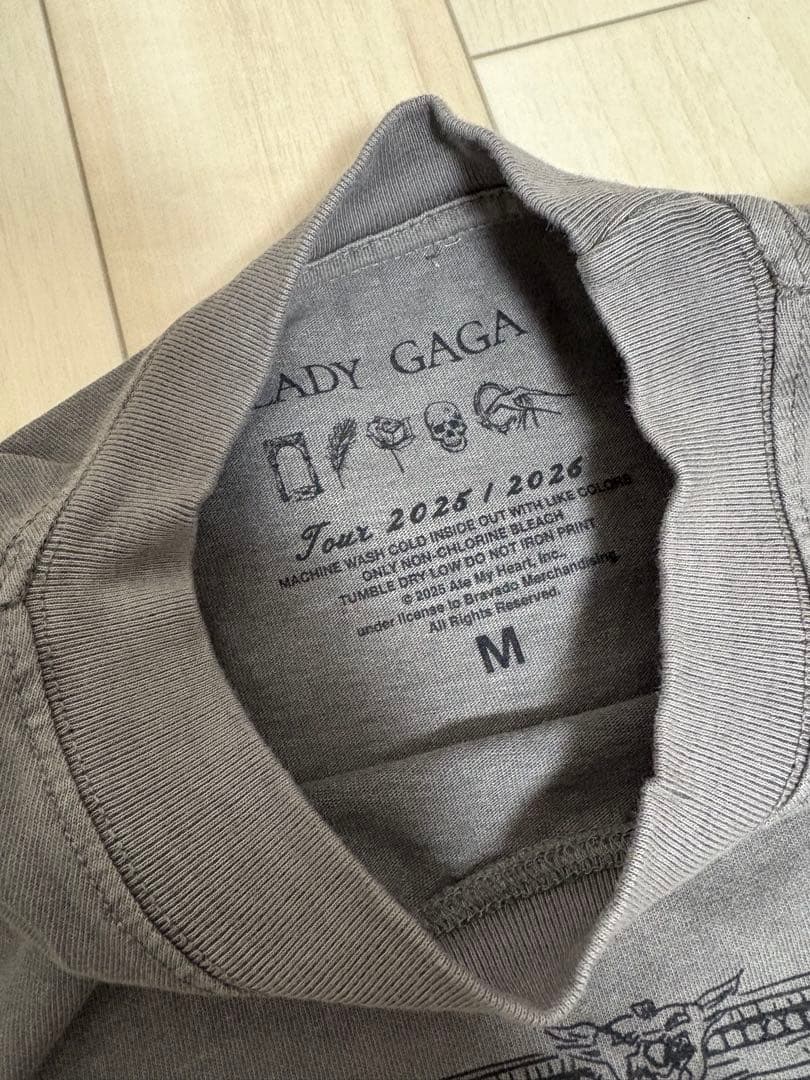 LADY GAGA
Tour 2025 / 2026
MACHINE WASH COLD INSIDE OUT WITH LIKE COLORS
ONLY NON-CHLORINE BLEACH
TUMBLE DRY LOW DO NOT IRON PRINT
© 2025 Ate My Heart, Inc.,
under license to Bravado Merchandising.
All Rights Reserved.
M